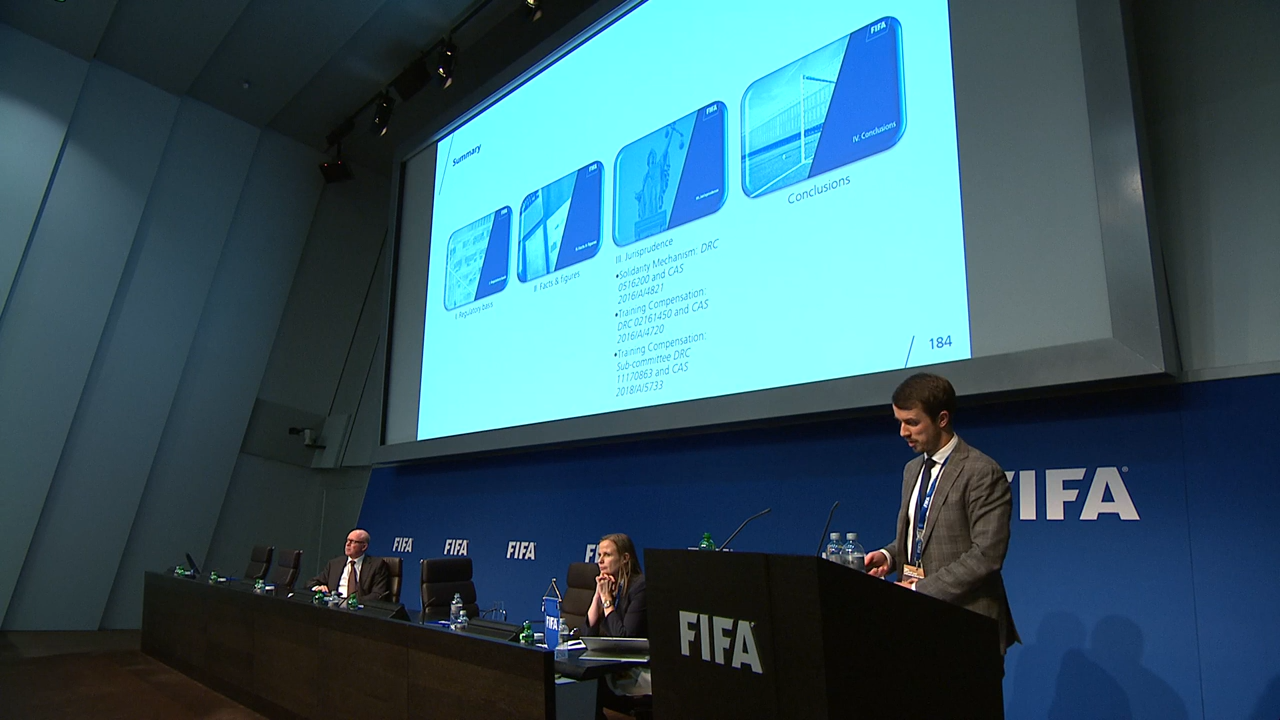 Summary
FIFA
IV. Conclusions
FIFA
FIFA
I. Regulatory basis
II. Facts & figures
III. Jurisprudence
•Solidarity Mechanism: DRC
0516200 and CAS
2016/A/4821
•Training Compensation:
DRC 02161450 and CAS
2016/A/4720
•Training Compensation:
Sub-committee DRC
11170863 and CAS
2018/A/5733
Conclusions
184
FIFA
FIFA
FIFA
FIFA
FIFA
FIFA
FIFA